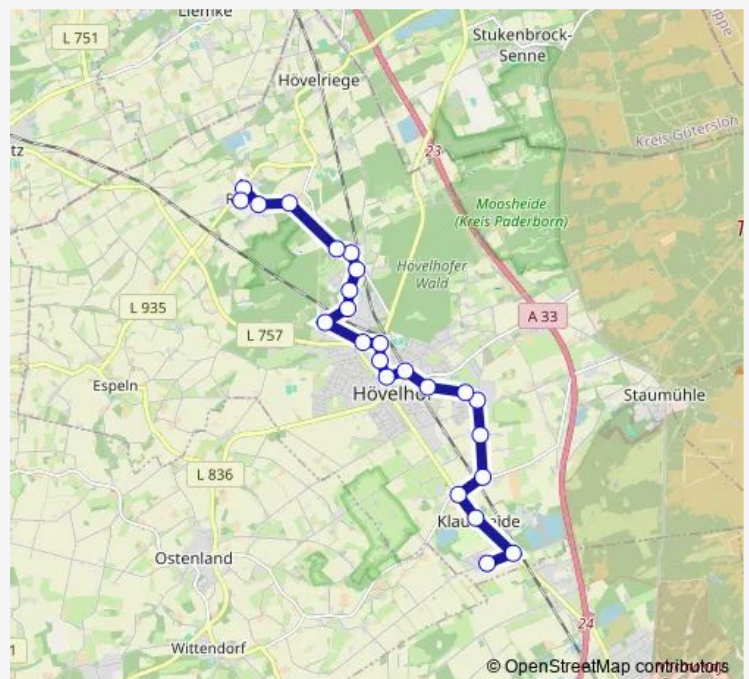 Liemke
L 751
Stukenbrock-
Senne
Hövelriege
Kreis Gütersloh
23
tz
Moosheide
(Kreis Paderborn)
Hövelhofer
Wald
L 935
A 33
L 757
Espeln
Hövelhof
Staumühle
L 836
Klausheide
Ostenland
24
Wittendorf
© OpenStreetMap contributors